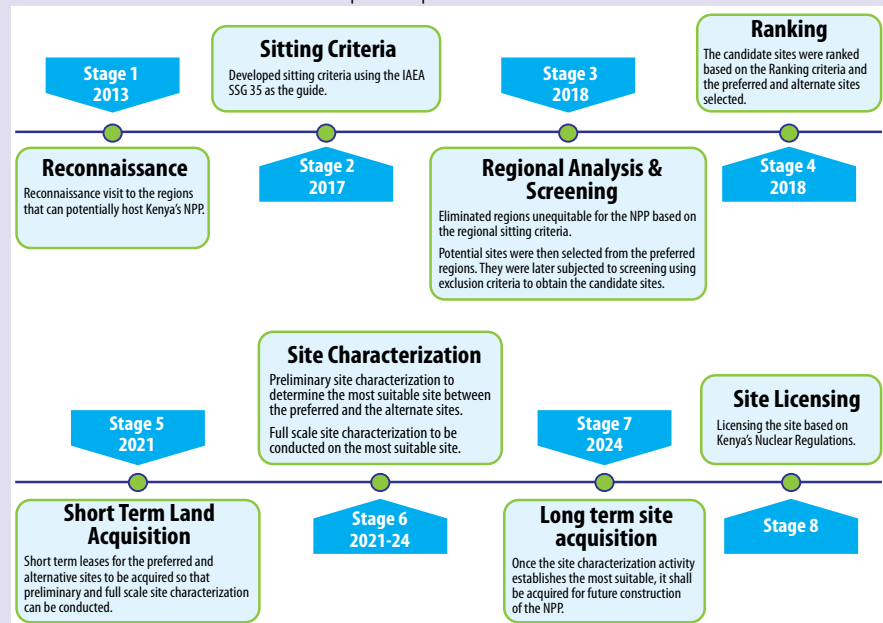 Stage 1
2013
Reconnaissance
Reconnaissance visit to the regions
that can potentially host Kenya's NPP.
Sitting Criteria
Developed sitting criteria using the IAEA
SSG 35 as the guide.
Stage 2
2017
Stage 3
2018
Regional Analysis &
Screening
Eliminated regions unequitable for the NPP based on
the regional sitting criteria.
Potential sites were then selected from the preferred
regions. They were later subjected to screening using
exclusion criteria to obtain the candidate sites.
Ranking
The candidate sites were ranked
based on the Ranking criteria and
the preferred and alternate sites
selected.
Stage 4
2018
Stage 5
2021
Short Term Land
Acquisition
Short term leases for the preferred and
alternative sites to be acquired so that
preliminary and full scale site characterization
can be conducted.
Site Characterization
Preliminary site characterization to
determine the most suitable site between
the preferred and the alternate sites.
Full scale site characterization to be
conducted on the most suitable site.
Stage 6
2021-24
Stage 7
2024
Long term site
acquisition
Once the site characterization activity
establishes the most suitable, it shall
be acquired for future construction
of the NPP.
Site Licensing
Licensing the site based on
Kenya's Nuclear Regulations.
Stage 8